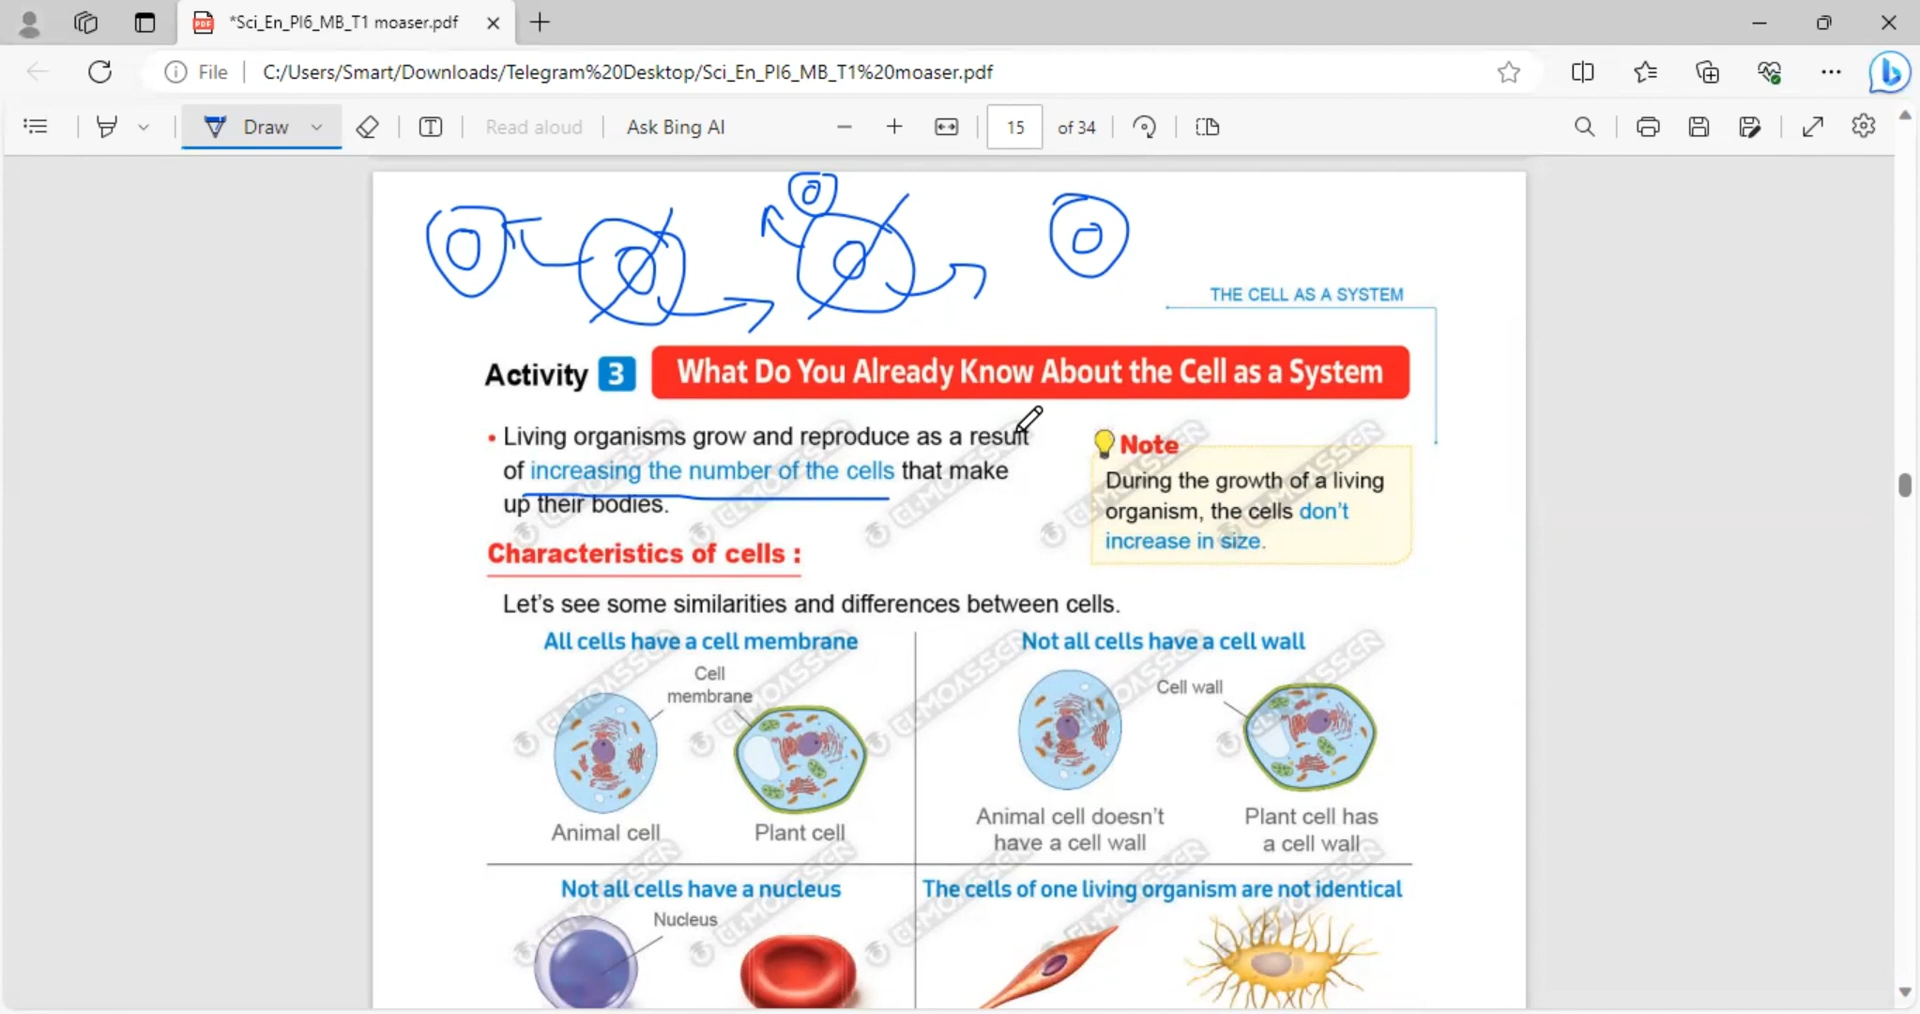 *Sci_En_PI6_MB_T1 moaser.pdf
File
C:/Users/Smart/Downloads/Telegram%20Desktop/Sci_En_PI6_MB_T1%20moaser.pdf
Draw
Read aloud
Ask Bing AI
15 of 34
THE CELL AS A SYSTEM
Activity 3 What Do You Already Know About the Cell as a System
• Living organisms grow and reproduce as a result
of increasing the number of the cells that make
up their bodies.
Note
During the growth of a living
organism, the cells don't
increase in size.
Characteristics of cells :
Let's see some similarities and differences between cells.
All cells have a cell membrane
Cell
membrane
Animal cell
Plant cell
Not all cells have a cell wall
Cell wall
Animal cell doesn't
have a cell wall
Plant cell has
a cell wall
Not all cells have a nucleus
Nucleus
The cells of one living organism are not identical